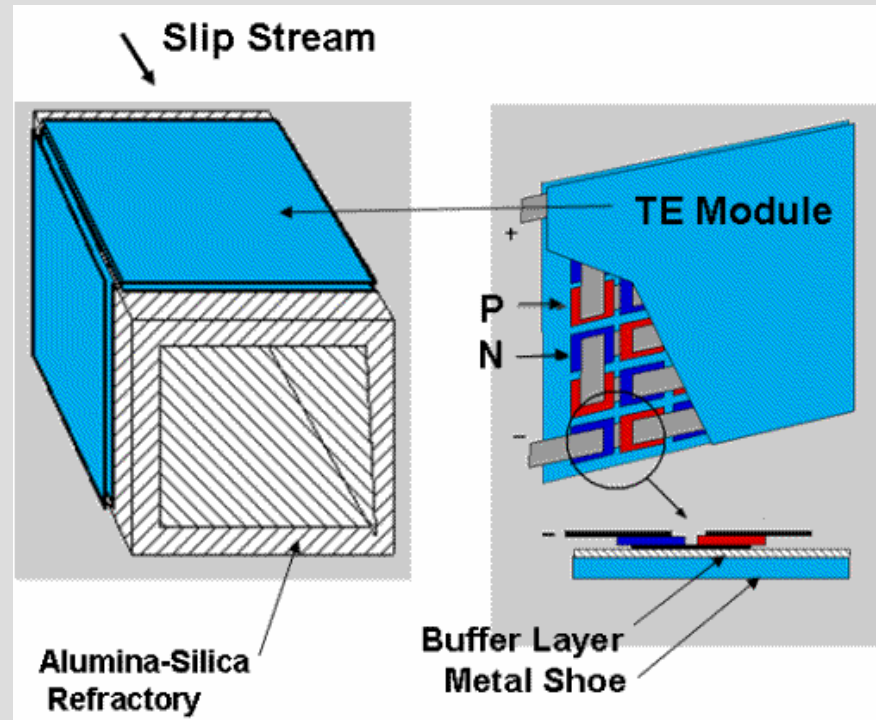 Slip Stream
TE Module
+
P
N
-
-
Buffer Layer
Metal Shoe
Alumina-Silica
Refractory